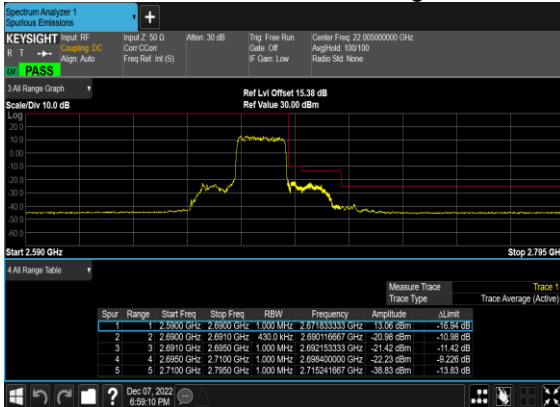 Spectrum Analyzer 1
Spurious Emissions
KEYSIGHT Input: RF Input Z: 50 Ω Atten: 30 dB Trig: Free Run Center Freq: 22.005000000 GHz
R T Coupling: DC Corr CCorr Gate: Off Avg|Hold: 100/100
Align: Auto Freq Ref: Int (S) IF Gain: Low Radio Std: None
PASS
3 All Range Graph
Ref Lvl Offset 15.38 dB
Scale/Div 10.0 dB Ref Value 30.00 dBm
Log
20.0
10.0
0.00
-10.0
-20.0
-30.0
-40.0
-50.0
-60.0
Start 2.590 GHz Stop 2.795 GH
4 All Range Table
Measure Trace Trace 1
Trace Type Trace Average (Active)
Spur Range Start Freq Stop Freq RBW Frequency Amplitude ΔLimit
1 1 2.5900 GHz 2.6900 GHz 1.000 MHz 2.671833333 GHz 13.06 dBm -16.94 dB
2 2 2.6900 GHz 2.6910 GHz 430.0 kHz 2.690116667 GHz -20.98 dBm -10.98 dB
3 3 2.6910 GHz 2.6950 GHz 1.000 MHz 2.692153333 GHz -21.42 dBm -11.42 dB
4 4 2.6950 GHz 2.7100 GHz 1.000 MHz 2.698400000 GHz -22.23 dBm -9.226 dB
5 5 2.7100 GHz 2.7950 GHz 1.000 MHz 2.715241667 GHz -38.83 dBm -13.83 dB
? Dec 07, 2022
6:59:10 PM